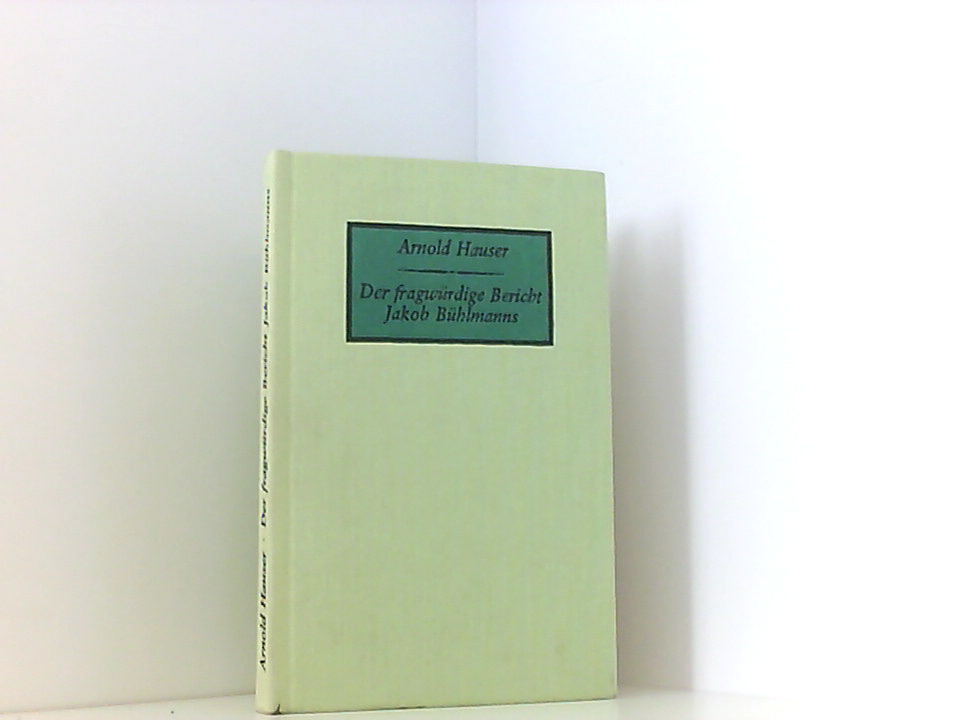 Arnold Hauser
Der fragwürdige Bericht
Jakob Bühlmanns
Arnold Hauser · Der fragwürdige Bericht Jakob Bühlmanns